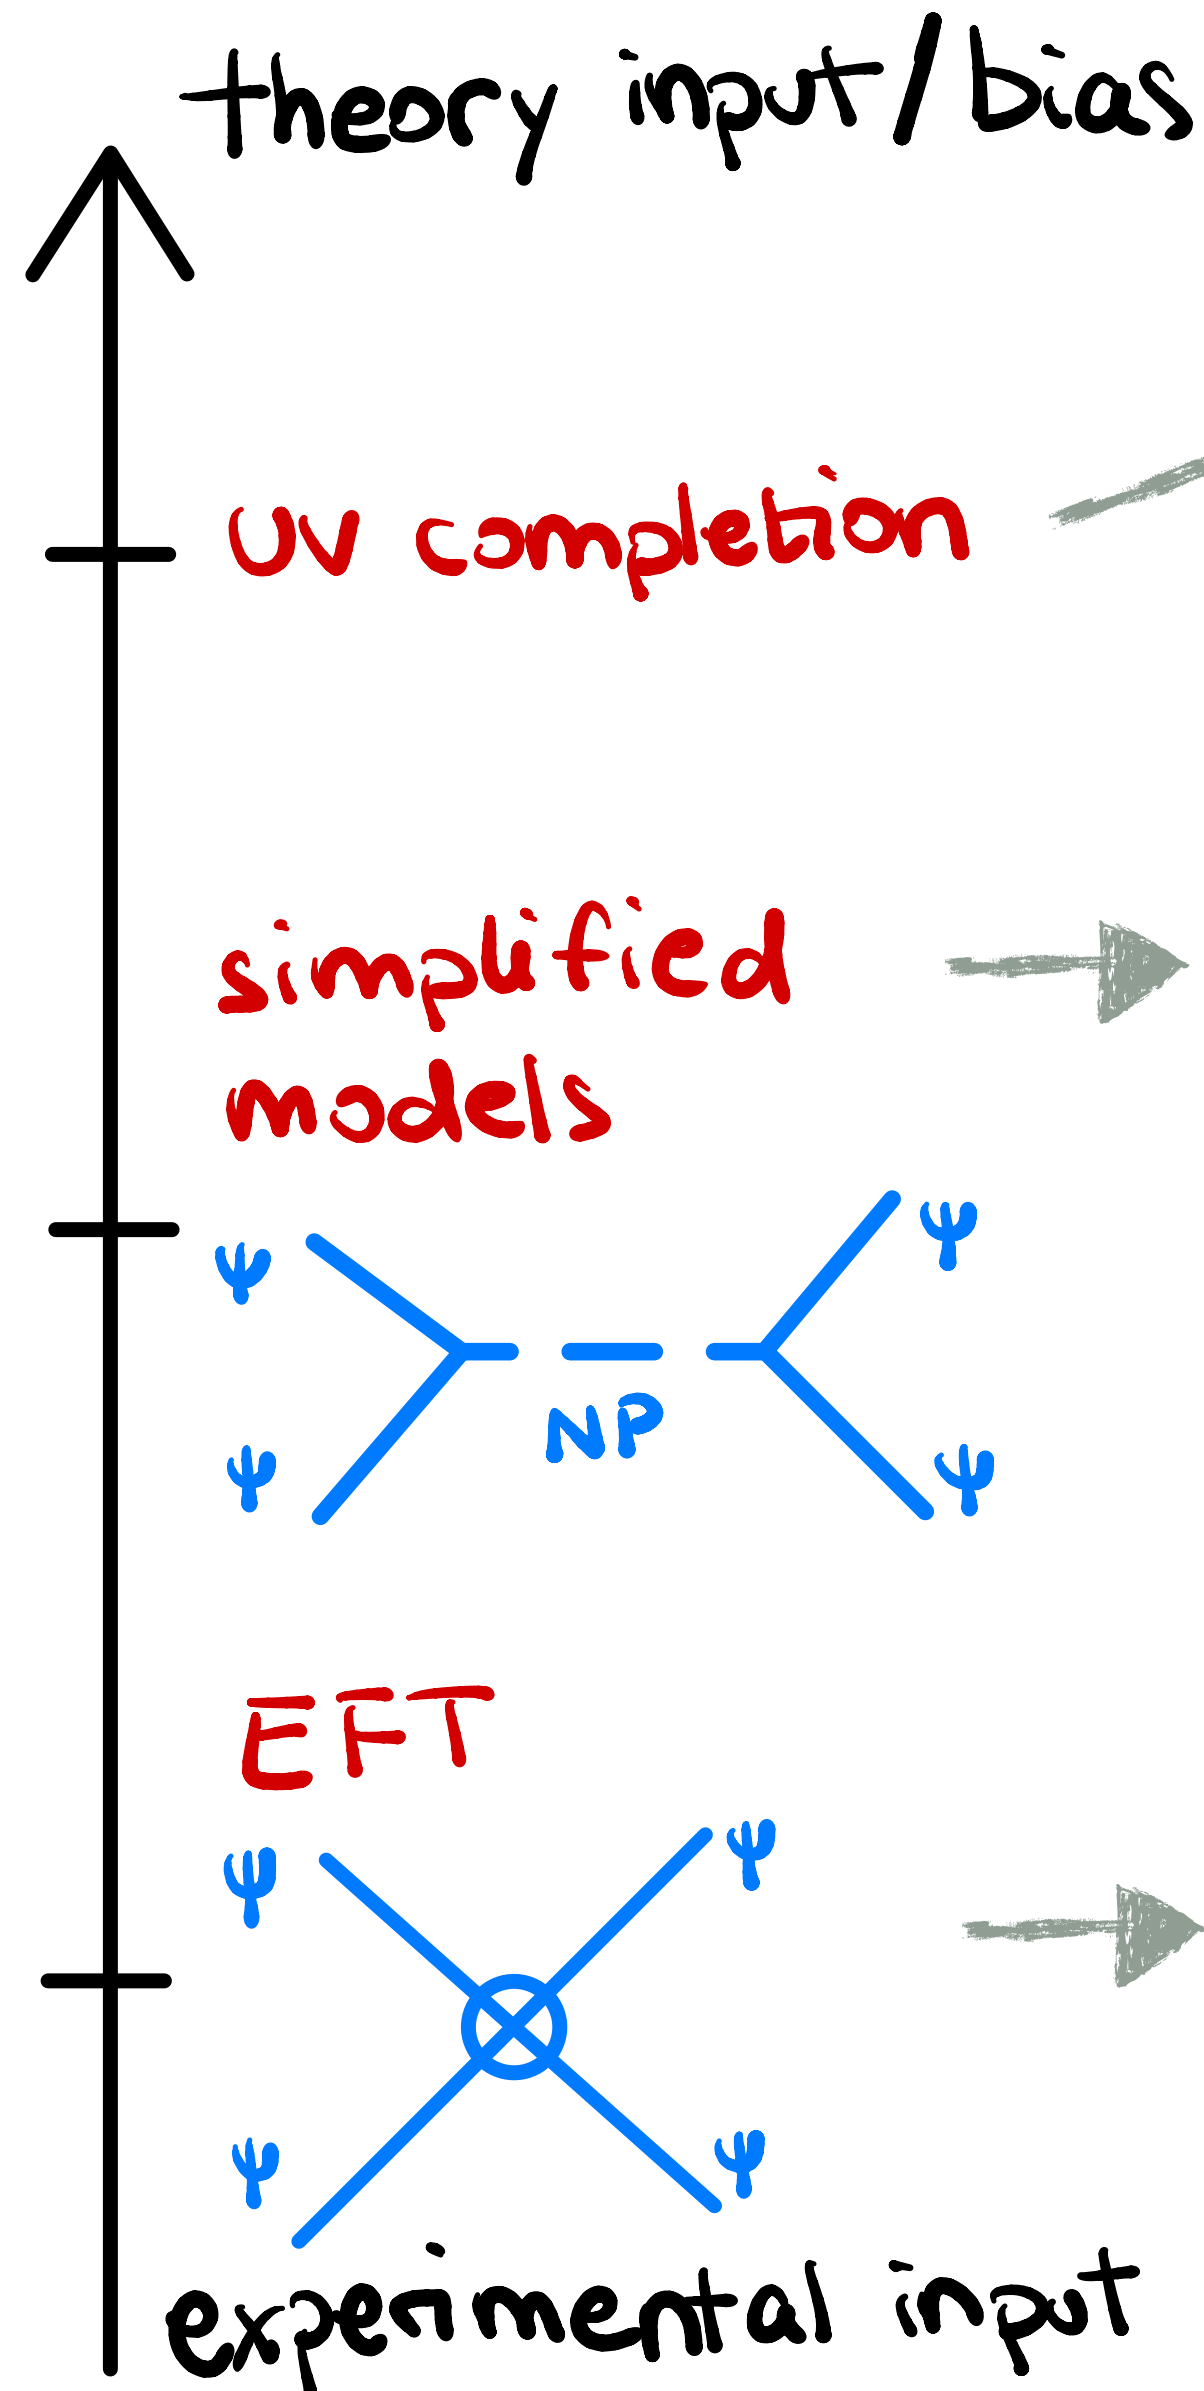 theory input/bias
UV completion
simplified
models
ψ ψ
NP
ψ ψ
EFT
ψ ψ
ψ ψ
experimental input